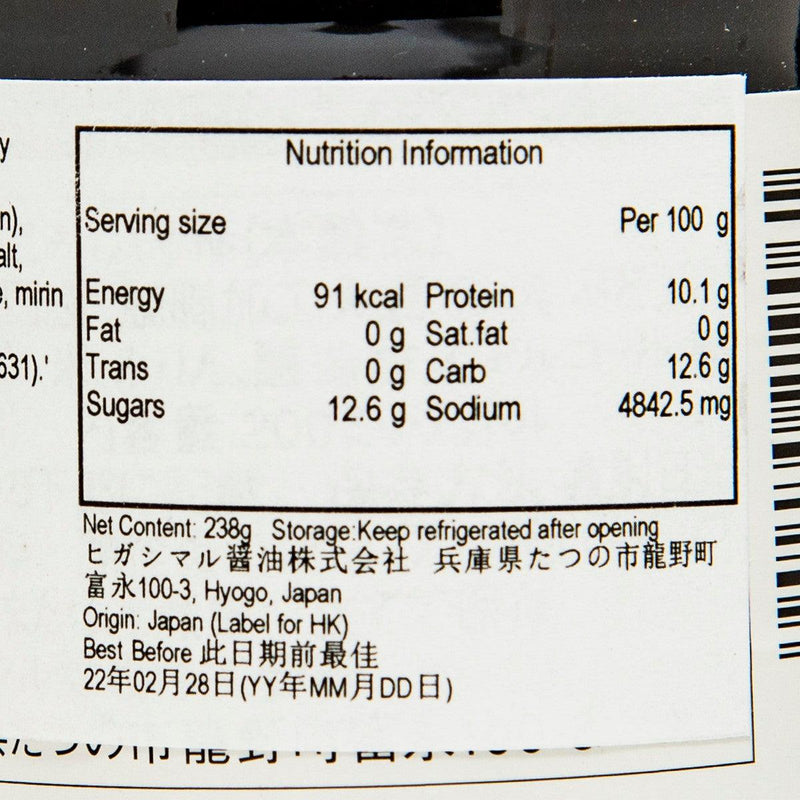 y
n),
alt,
, mirin
631).'
Nutrition Information
Serving size Per 100 g
Energy 91 kcal Protein 10.1 g
Fat 0 g Sat.fat 0 g
Trans 0 g Carb 12.6 g
Sugars 12.6 g Sodium 4842.5 mg
Net Content: 238g Storage:Keep refrigerated after opening
ヒガシマル醤油株式会社 兵庫県たつの市龍野町
富永100-3, Hyogo, Japan
Origin: Japan (Label for HK)
Best Before 此日期前最佳
22年02月28日(YY年MM月DD日)